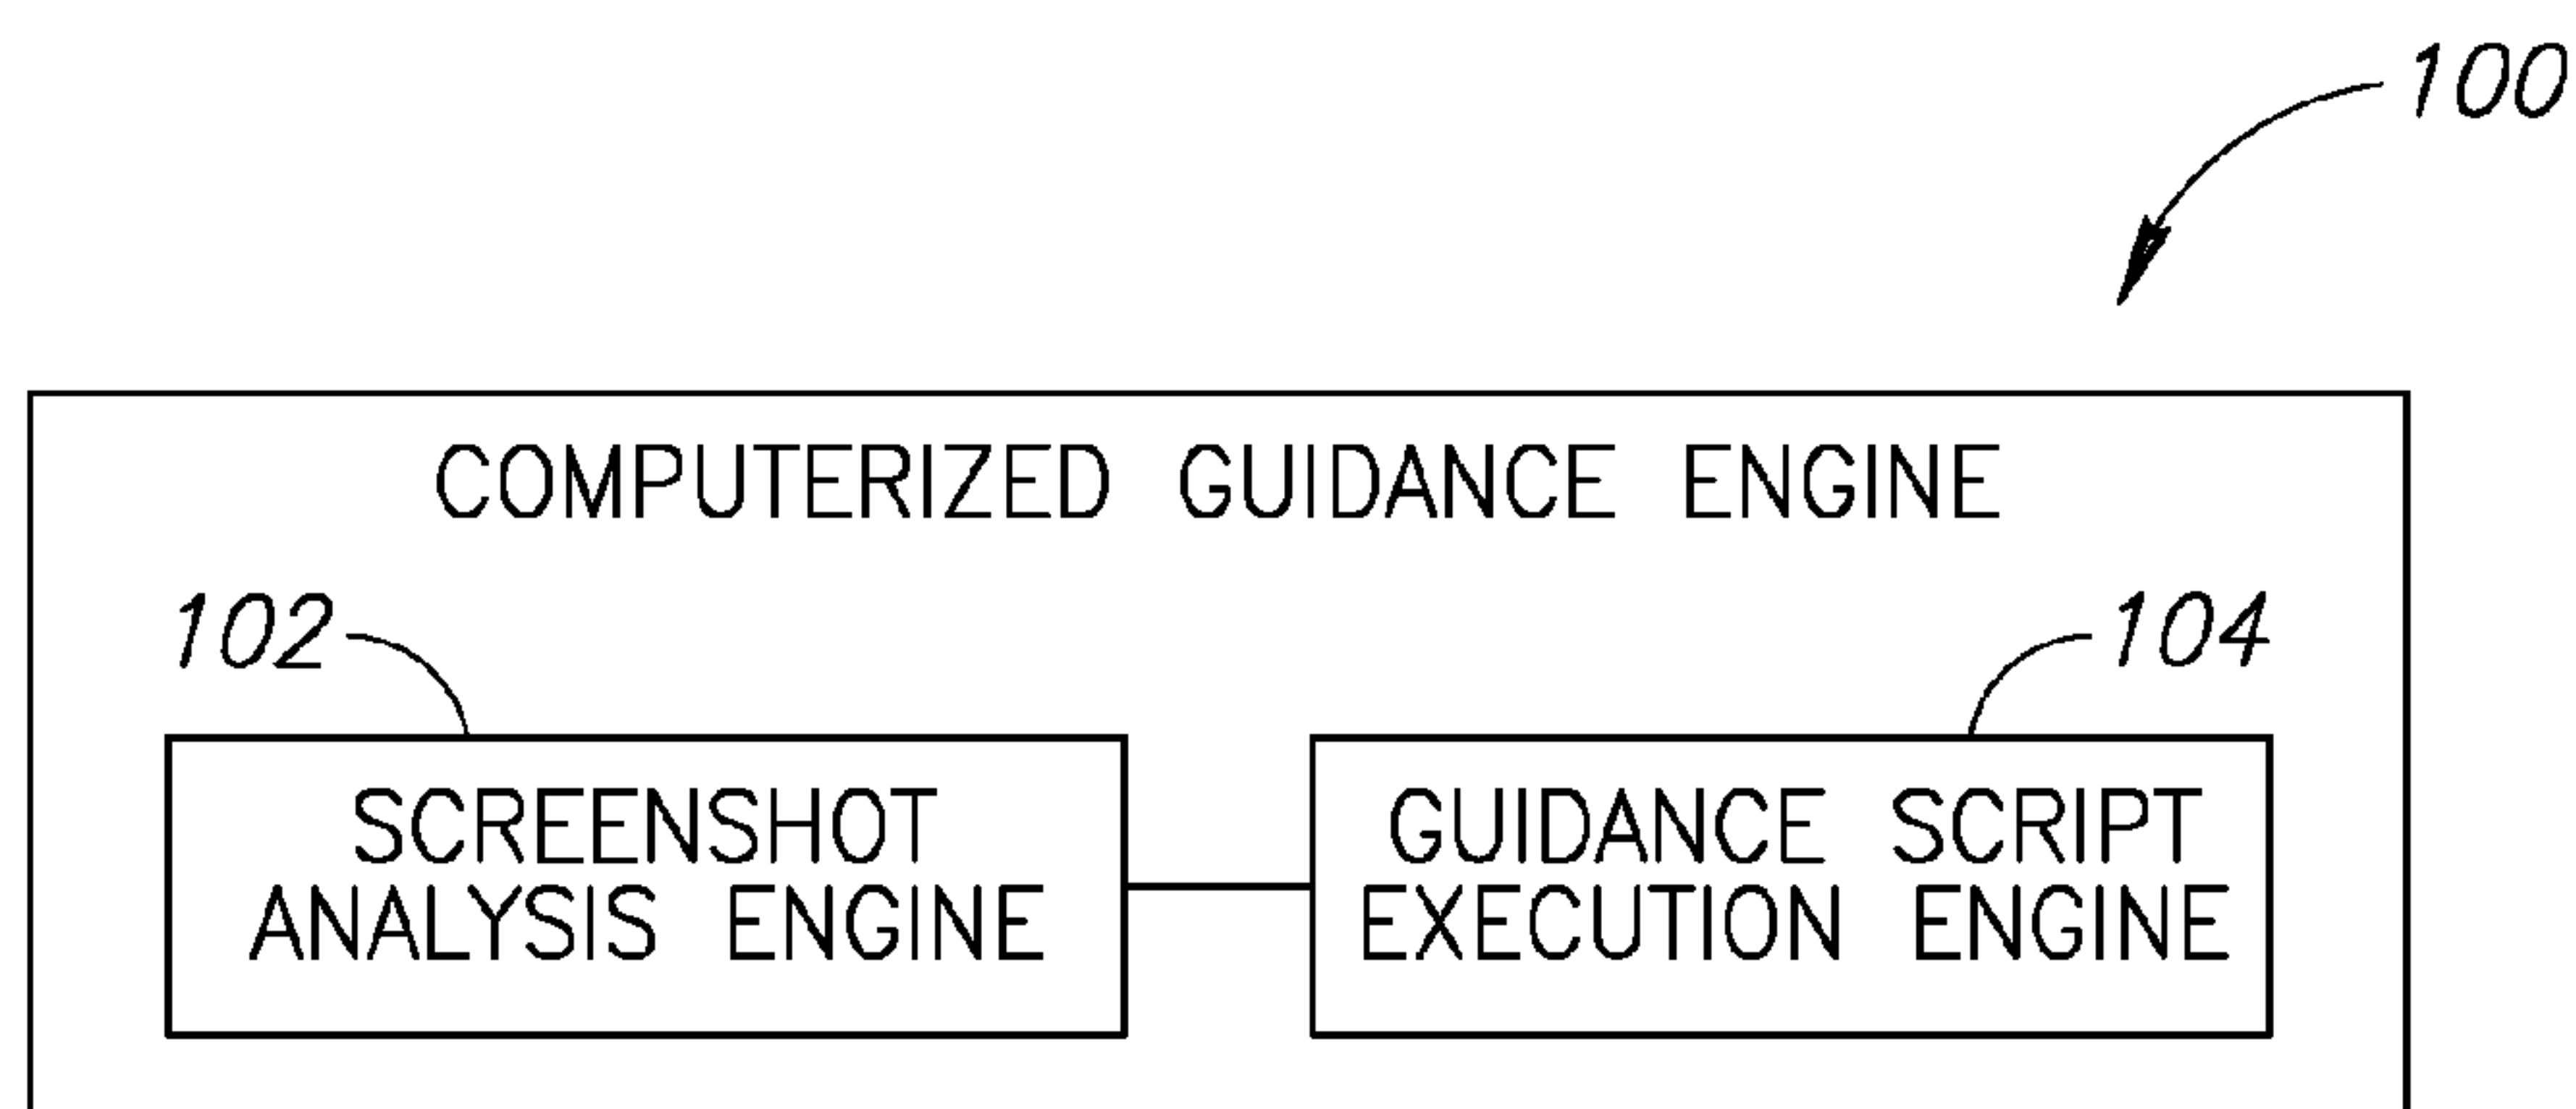 100
COMPUTERIZED GUIDANCE ENGINE
102
104
SCREENSHOT
ANALYSIS ENGINE
GUIDANCE SCRIPT
EXECUTION ENGINE